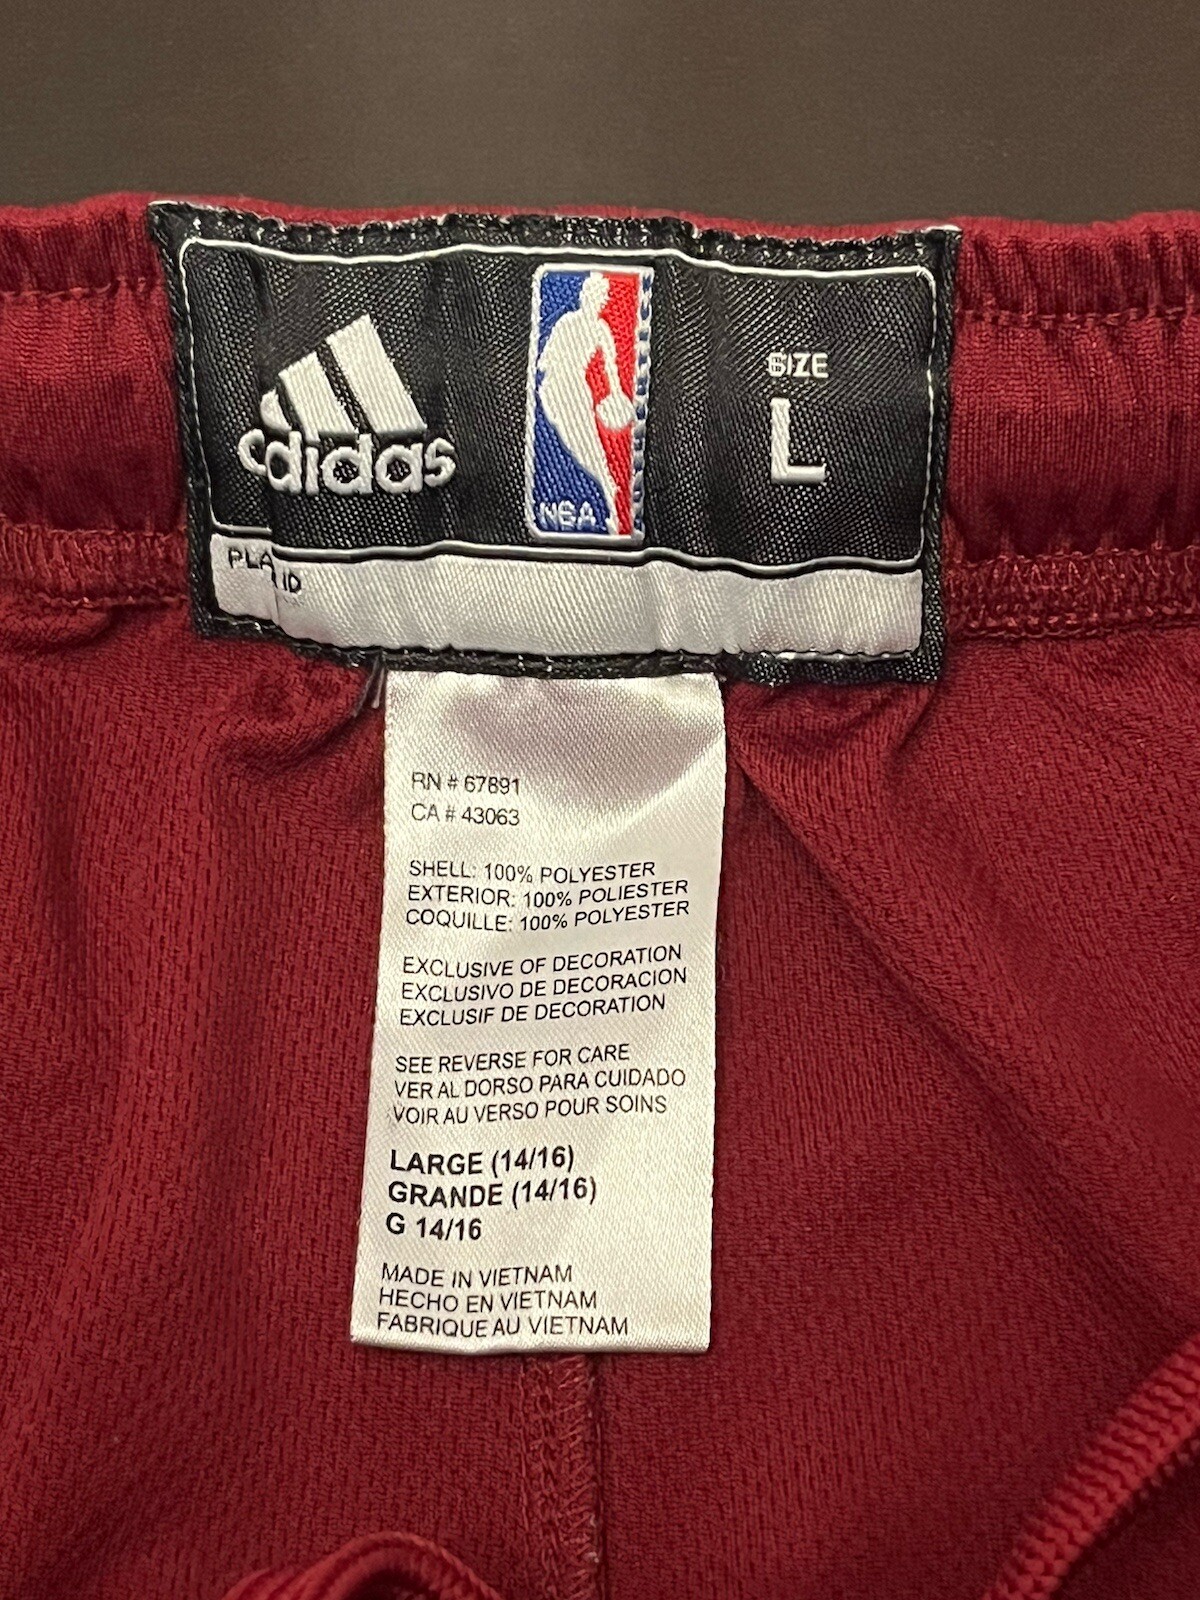 adidas
NBA
SIZE
L
ID
RN # 67891
CA # 43063
SHELL: 100% POLYESTER
EXTERIOR: 100% POLIESTER
COQUILLE: 100% POLYESTER
EXCLUSIVE OF DECORATION
EXCLUSIVO DE DECORACION
EXCLUSIF DE DECORATION
SEE REVERSE FOR CARE
VER AL DORSO PARA CUIDADO
VOIR AU VERSO POUR SOINS
LARGE (14/16)
GRANDE (14/16)
G 14/16
MADE IN VIETNAM
HECHO EN VIETNAM
FABRIQUE AU VIETNAM